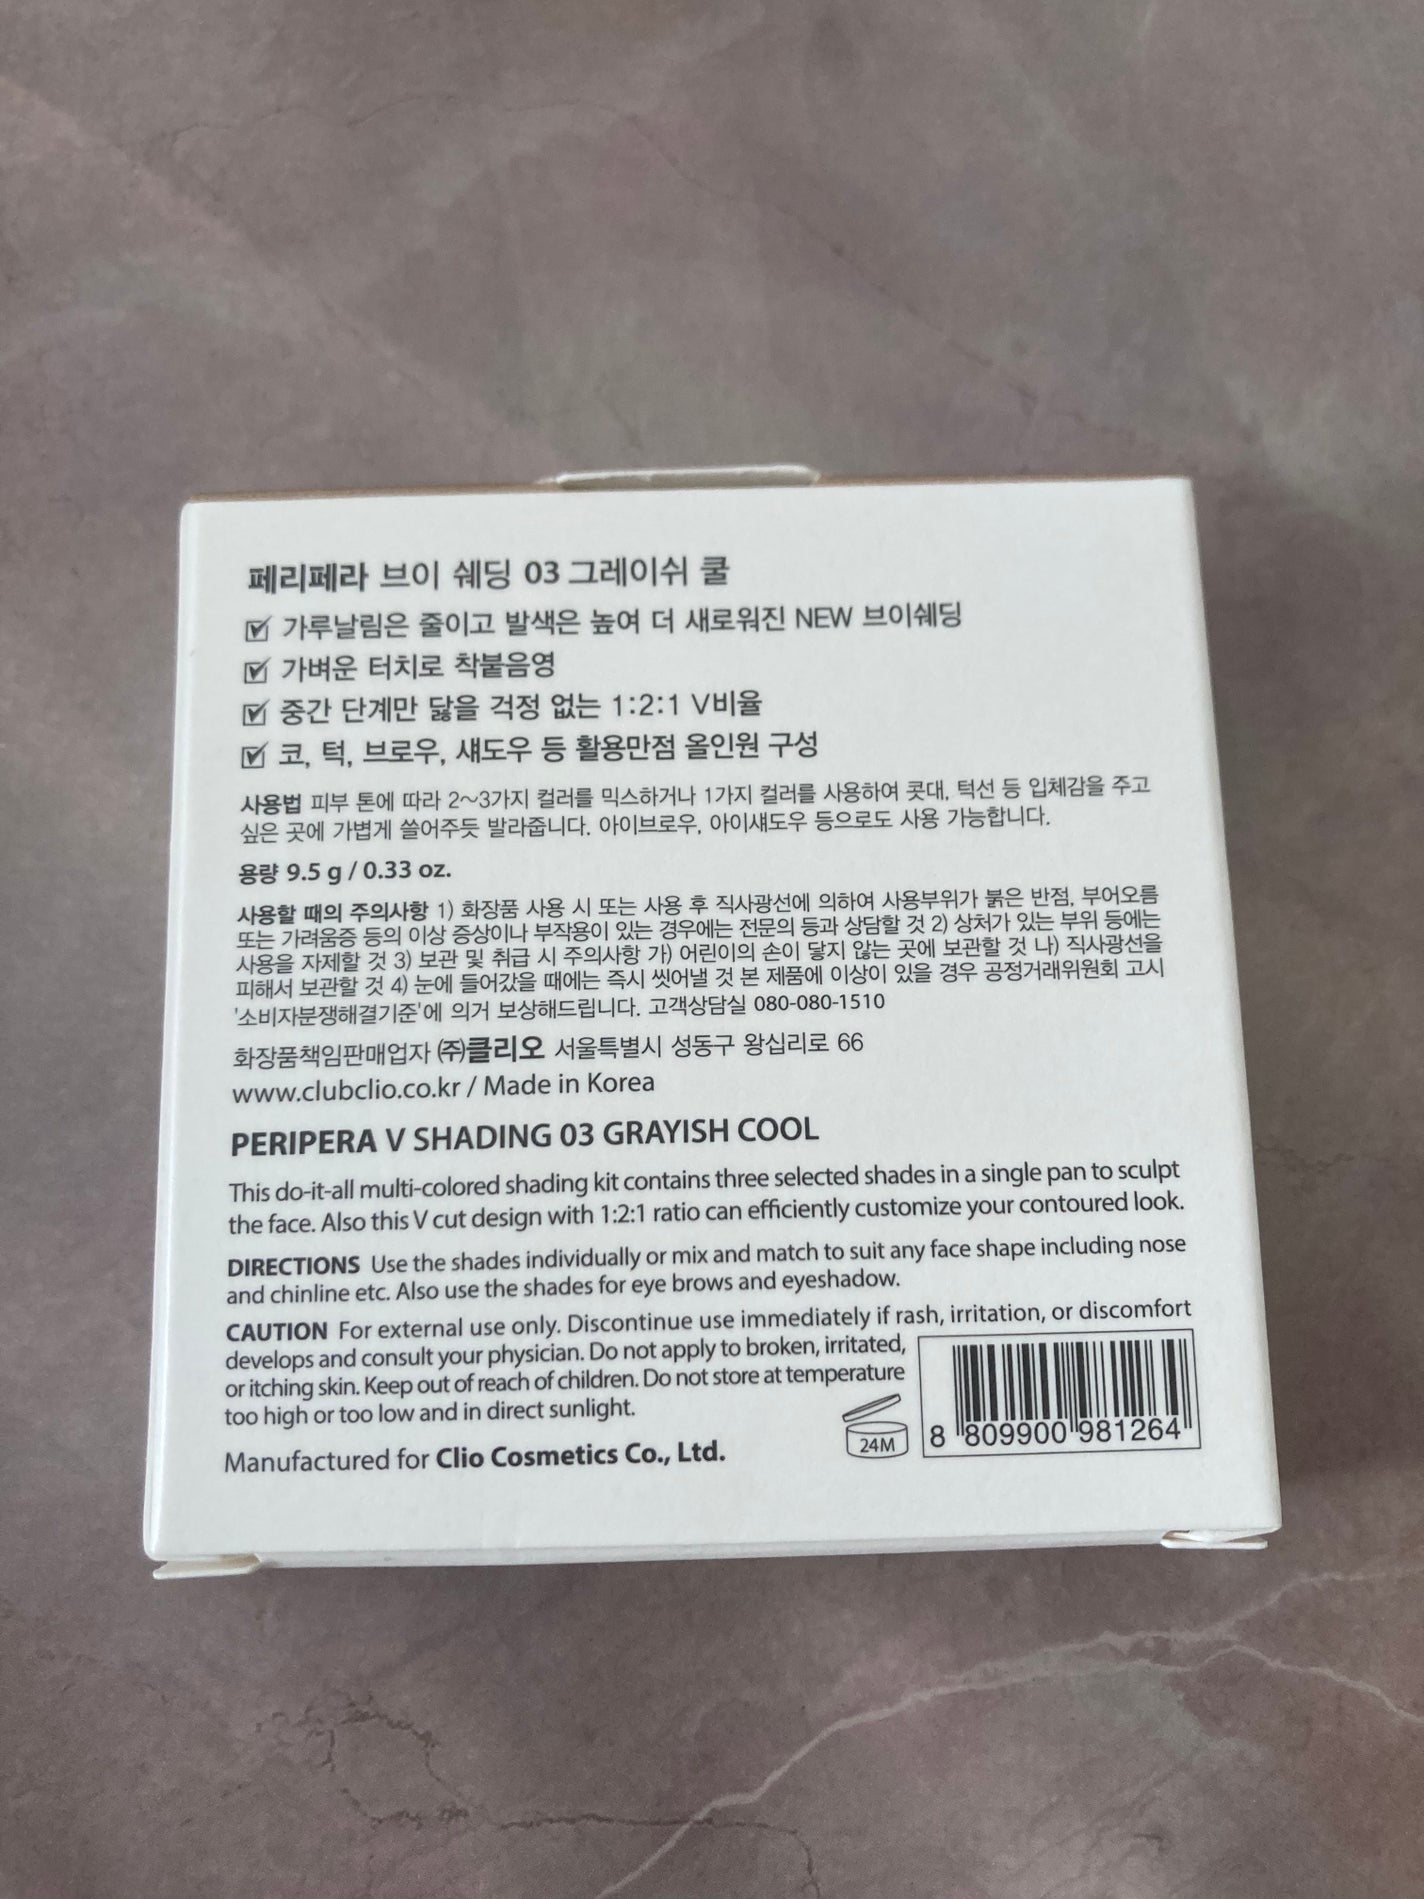 페리페라 브이 쉐딩 03 그레이쉬 쿨
가루날림은 줄이고 발색은 높여 더 새로워진 NEW 브이쉐딩
가벼운 터치로 착붙음영
중간 단계만 닳을 걱정 없는 1:2:1 V비율
코, 턱, 브로우, 섀도우 등 활용만점 올인원 구성
사용법 피부 톤에 따라 2~3가지 컬러를 믹스하거나 1가지 컬러를 사용하여 콧대, 턱선 등 입체감을 주고
싶은 곳에 가볍게 쓸어주듯 발라줍니다. 아이브로우, 아이섀도우 등으로도 사용 가능합니다.
용량 9.5 g / 0.33 oz.
사용할 때의 주의사항 1) 화장품 사용 시 또는 사용 후 직사광선에 의하여 사용부위가 붉은 반점, 부어오름
또는 가려움증 등의 이상 증상이나 부작용이 있는 경우에는 전문의 등과 상담할 것 2) 상처가 있는 부위 등에는
사용을 자제할 것 3) 보관 및 취급 시 주의사항 가) 어린이의 손이 닿지 않는 곳에 보관할 것 나) 직사광선을
피해서 보관할 것 4) 눈에 들어갔을 때에는 즉시 씻어낼 것 본 제품에 이상이 있을 경우 공정거래위원회 고시
'소비자분쟁해결기준'에 의거 보상해드립니다. 고객상담실 080-080-1510
화장품책임판매업자 ㈜클리오 서울특별시 성동구 왕십리로 66
www.clubclio.co.kr / Made in Korea
PERIPERA V SHADING 03 GRAYISH COOL
This do-it-all multi-colored shading kit contains three selected shades in a single pan to sculpt
the face. Also this V cut design with 1:2:1 ratio can efficiently customize your contoured look.
DIRECTIONS Use the shades individually or mix and match to suit any face shape including nose
and chinline etc. Also use the shades for eye brows and eyeshadow.
CAUTION For external use only. Discontinue use immediately if rash, irritation, or discomfort
develops and consult your physician. Do not apply to broken, irritated,
or itching skin. Keep out of reach of children. Do not store at temperature
too high or too low and in direct sunlight.
Manufactured for Clio Cosmetics Co., Ltd.
24M
8 809900 981264